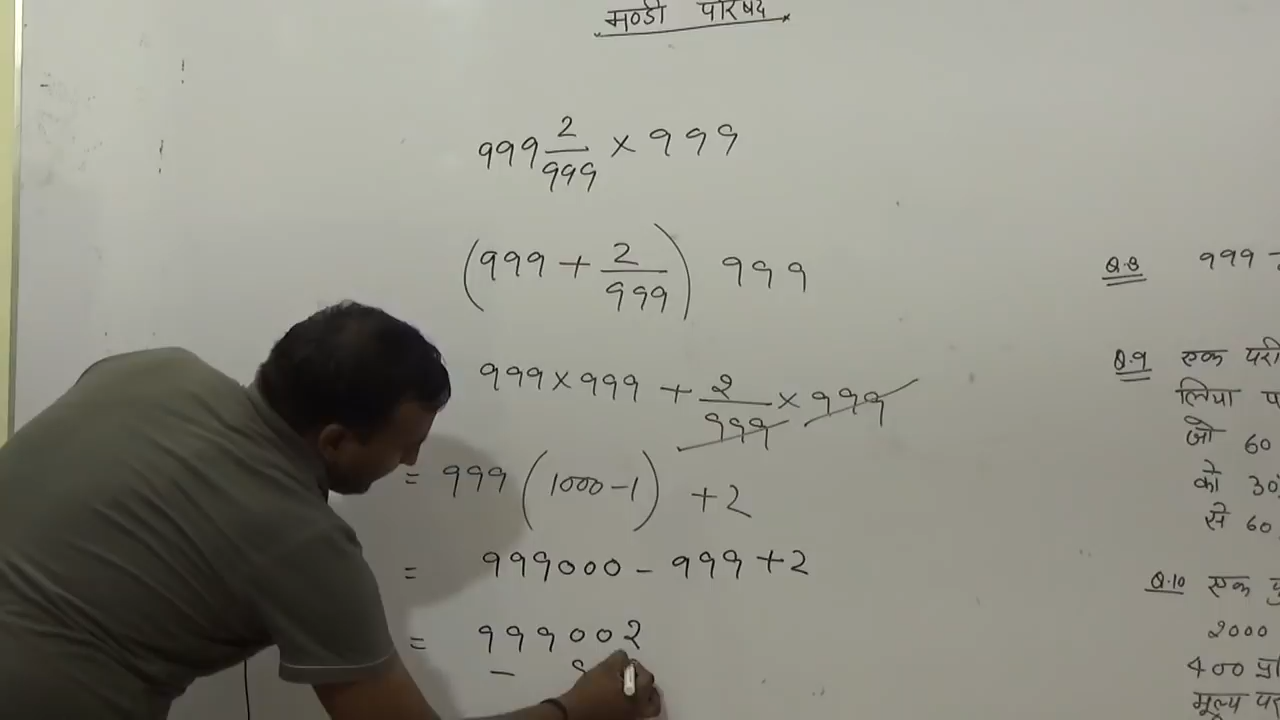 मण्डी परिषद
999 2/999 × 999
(999 + 2/999) 999
999×999 + 2/999 × 999
= 999 (1000-1) +2
= 999000 - 999 +2
= 999002
-
Q.8 999
Q.9 एक
लिया
जो 60
को 30
से 60
Q.10 एक
2000
400
मूल्य पर